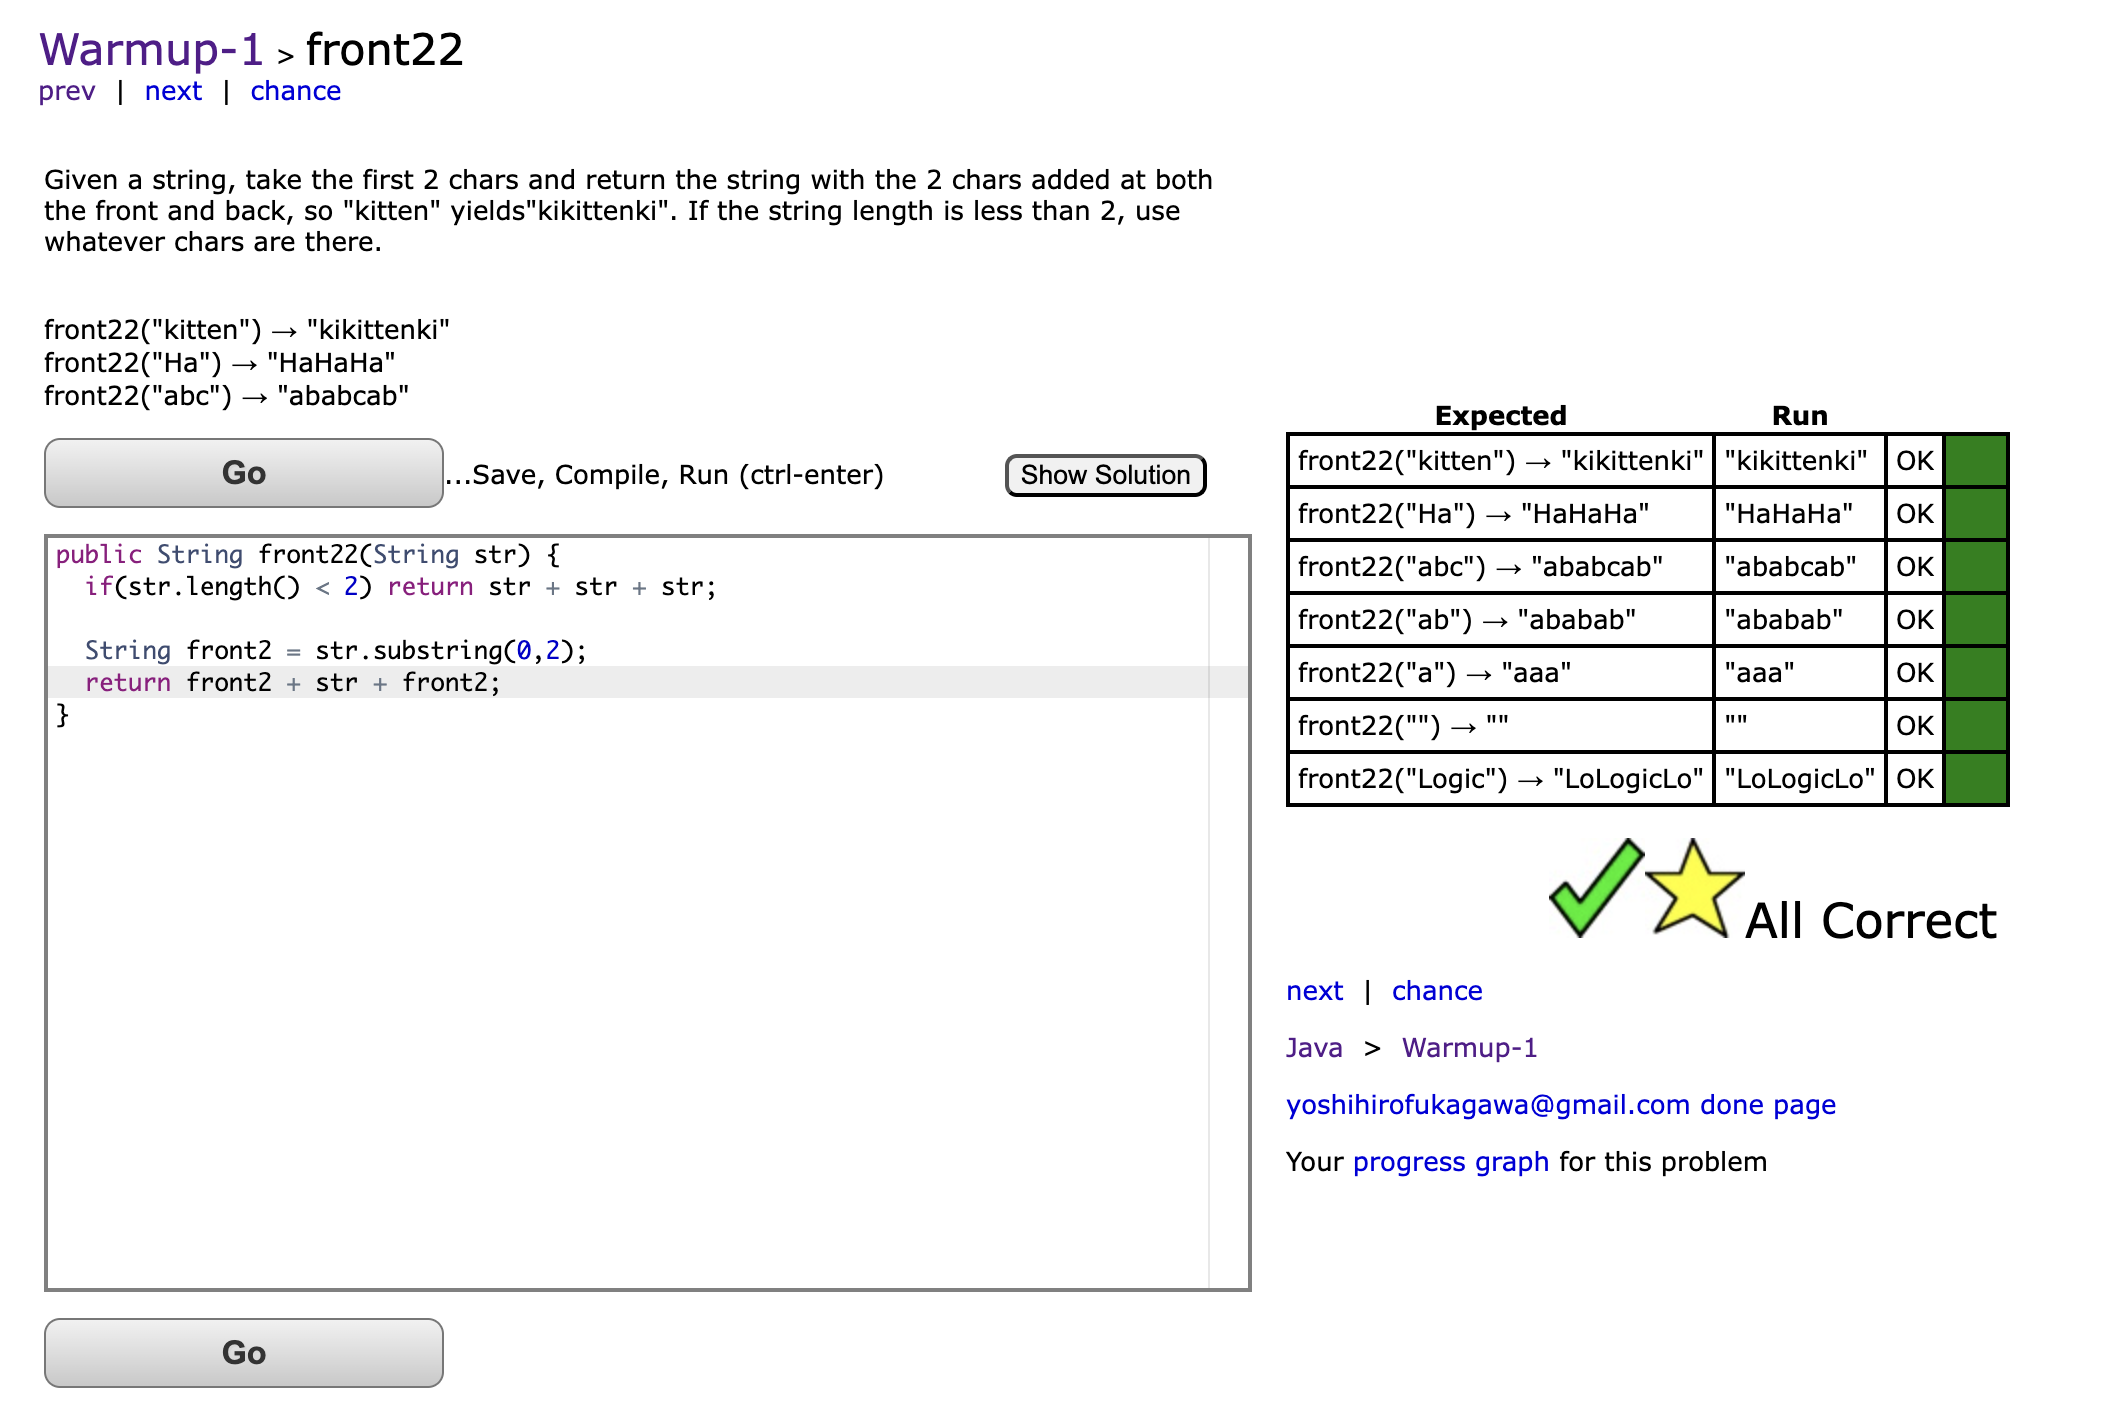 Warmup-1 > front22
prev | next | chance
Given a string, take the first 2 chars and return the string with the 2 chars added at both
the front and back, so "kitten" yields"kikittenki". If the string length is less than 2, use
whatever chars are there.
front22("kitten") → "kikittenki"
front22("Ha") → "HaHaHa"
front22("abc") → "ababcab"
Go ...Save, Compile, Run (ctrl-enter) Show Solution
public String front22(String str) {
  if(str.length() < 2) return str + str + str;
  String front2 = str.substring(0,2);
  return front2 + str + front2;
}
Go
Expected Run
front22("kitten") → "kikittenki" "kikittenki" OK
front22("Ha") → "HaHaHa" "HaHaHa" OK
front22("abc") → "ababcab" "ababcab" OK
front22("ab") → "ababab" "ababab" OK
front22("a") → "aaa" "aaa" OK
front22("") → "" "" OK
front22("Logic") → "LoLogicLo" "LoLogicLo" OK
All Correct
next | chance
Java > Warmup-1
yoshihirofukagawa@gmail.com done page
Your progress graph for this problem